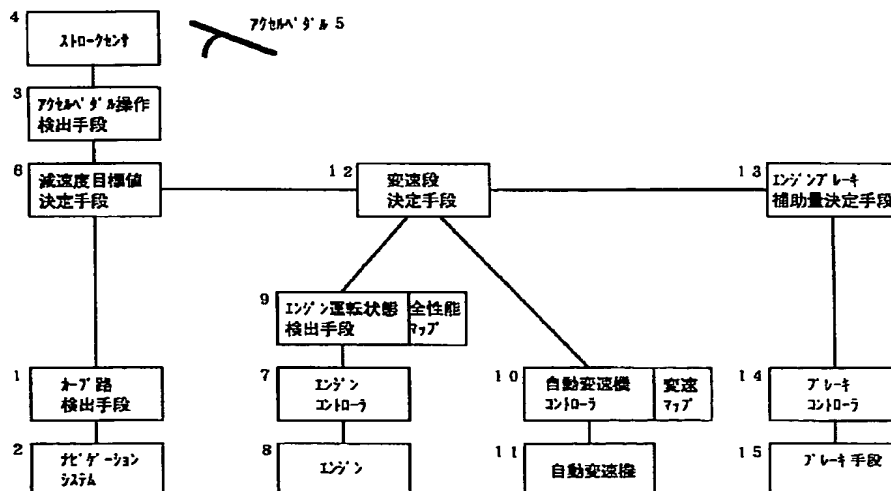 4
ストロークセンサ
アクセルペダル 5
3
アクセルペダル操作
検出手段
6
減速度目標値
決定手段
12
変速段
決定手段
13
エンジンブレーキ
補助量決定手段
9
エンジン運転状態
検出手段
全性能
マップ
1
カーブ路
検出手段
7
エンジン
コントローラ
10
自動変速機
コントローラ
変速
マップ
14
ブレーキ
コントローラ
2
ナビゲーション
システム
8
エンジン
11
自動変速機
15
ブレーキ手段